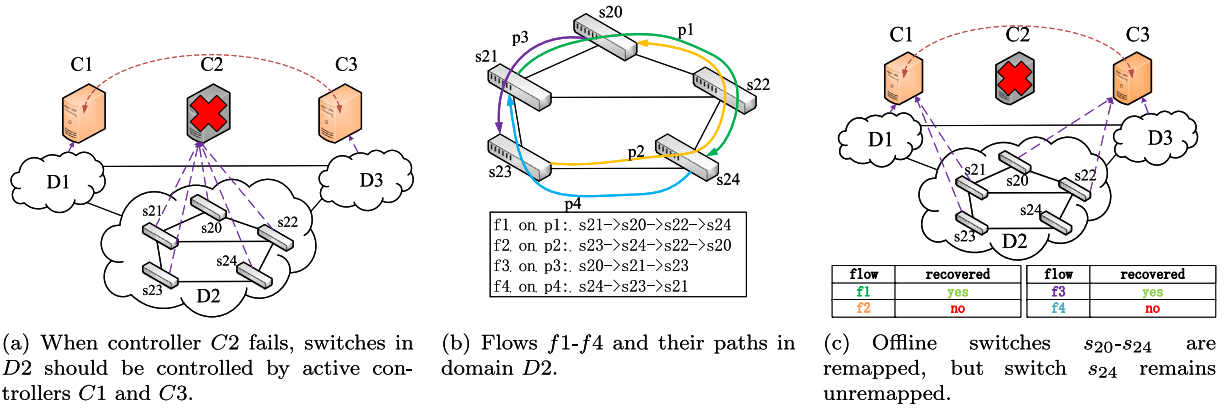 C1 C2 C3
D1
D3
s21
s20
s22
s24
s23
D2
(a) When controller C2 fails, switches in
D2 should be controlled by active con-
trollers C1 and C3.
s20
p3
p1
s21
s22
s23
p2
s24
p4
f1 on p1: s21->s20->s22->s24
f2 on p2: s23->s24->s22->s20
f3 on p3: s20->s21->s23
f4 on p4: s24->s23->s21
(b) Flows f1-f4 and their paths in
domain D2.
C1 C2 C3
D1
D3
s21
s20
s22
s24
s23
D2
flow recovered flow recovered
f1 yes f3 yes
f2 no f4 no
(c) Offline switches s20-s24 are
remapped, but switch s24 remains
unremapped.